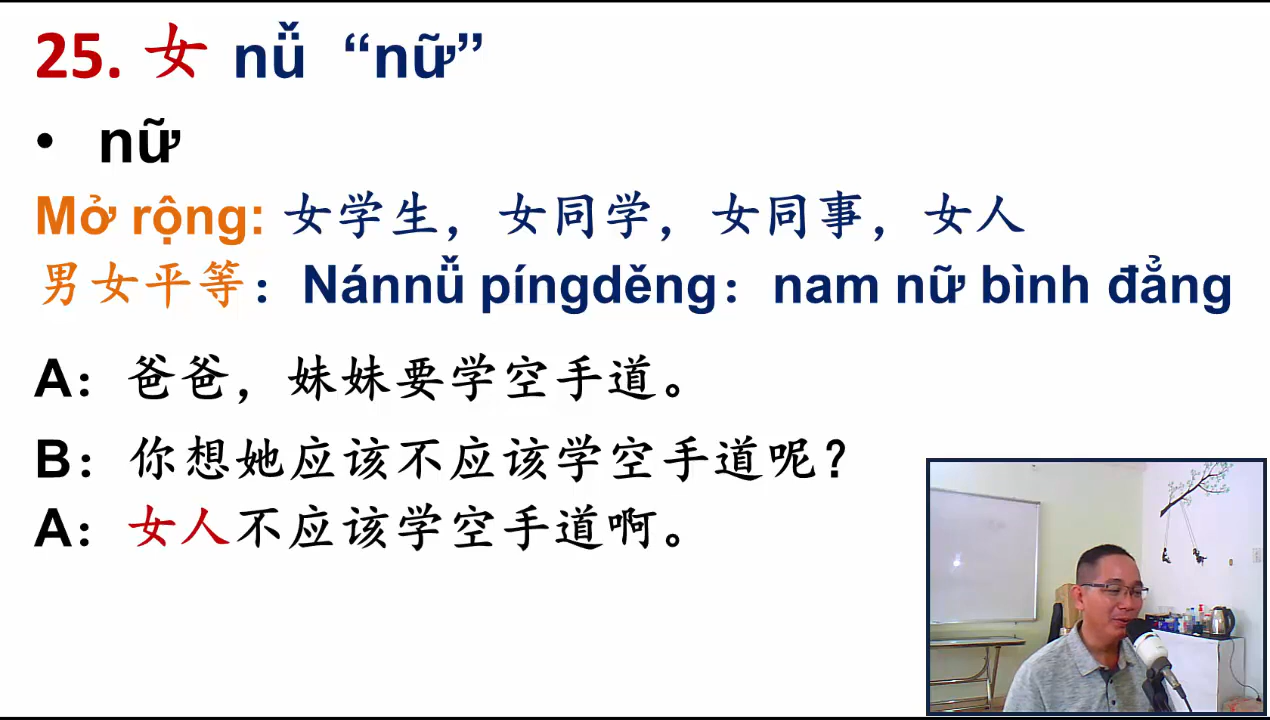 25. 女 nǚ “nữ”
• nữ
Mở rộng: 女学生，女同学，女同事，女人
男女平等：Nánnǚ píngděng：nam nữ bình đẳng
A：爸爸，妹妹要学空手道。
B：你想她应该不应该学空手道呢？
A：女人不应该学空手道啊。